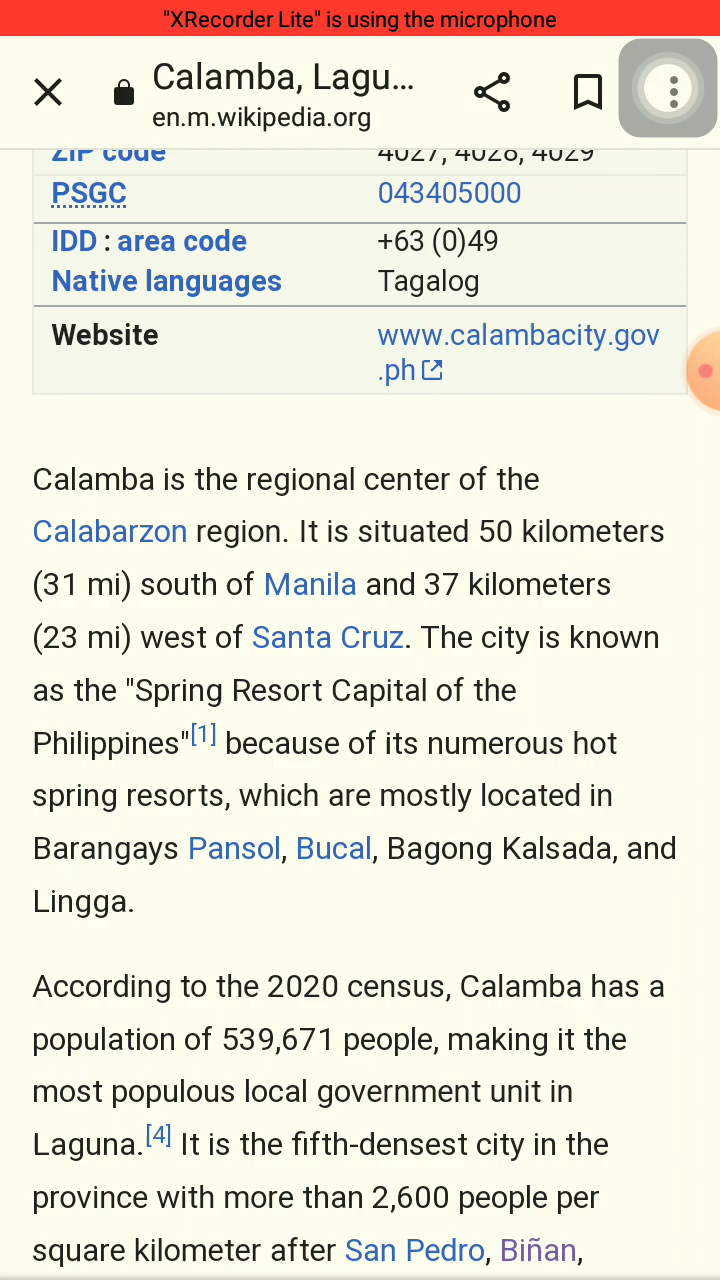 "XRecorder Lite" is using the microphone
Calamba, Lagu...
en.m.wikipedia.org
ZIP code 4027, 4028, 4029
PSGC 043405000
IDD : area code +63 (0)49
Native languages Tagalog
Website www.calambacity.gov
.ph
Calamba is the regional center of the
Calabarzon region. It is situated 50 kilometers
(31 mi) south of Manila and 37 kilometers
(23 mi) west of Santa Cruz. The city is known
as the "Spring Resort Capital of the
Philippines"[1] because of its numerous hot
spring resorts, which are mostly located in
Barangays Pansol, Bucal, Bagong Kalsada, and
Lingga.
According to the 2020 census, Calamba has a
population of 539,671 people, making it the
most populous local government unit in
Laguna.[4] It is the fifth-densest city in the
province with more than 2,600 people per
square kilometer after San Pedro, Biñan,